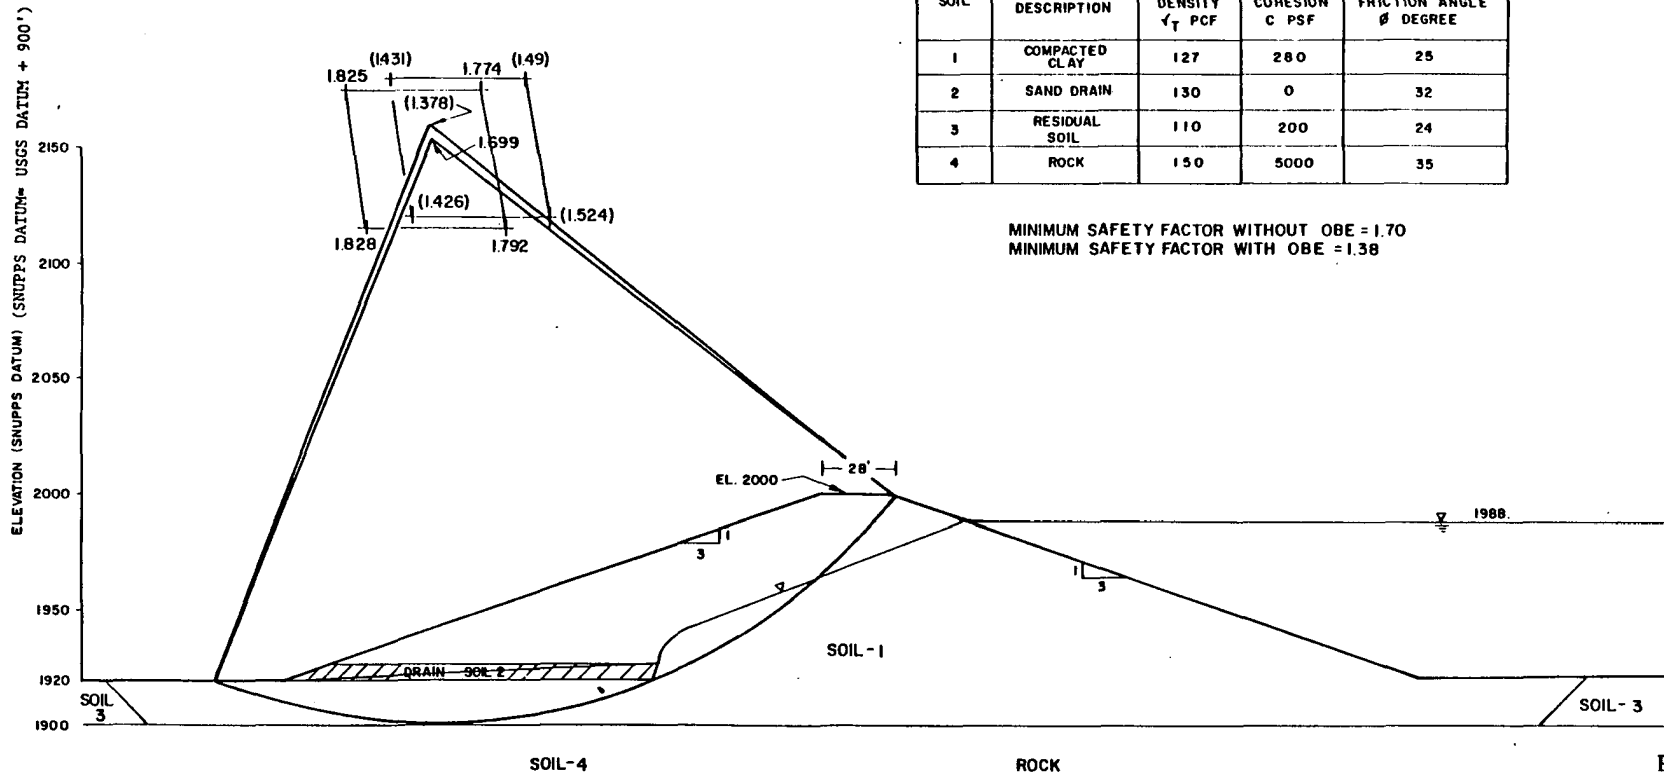 ELEVATION (SNUPPS DATUM) (SNUPPS DATUM= USGS DATUM + 900')
SOIL DESCRIPTION DENSITY γT PCF COHESION C PSF FRICTION ANGLE Ø DEGREE
1 COMPACTED CLAY 127 280 25
2 SAND DRAIN 130 0 32
3 RESIDUAL SOIL 110 200 24
4 ROCK 150 5000 35
MINIMUM SAFETY FACTOR WITHOUT OBE = 1.70
MINIMUM SAFETY FACTOR WITH OBE = 1.38
(1.431)
1.825
1.774
(1.49)
(1.378)
1.699
(1.426)
(1.524)
1.828
1.792
2150
2100
2050
2000
1950
1920
1900
28'
EL. 2000
1988.
1
3
1
3
DRAIN SOIL 2
SOIL-1
SOIL 3
SOIL-3
SOIL-4
ROCK